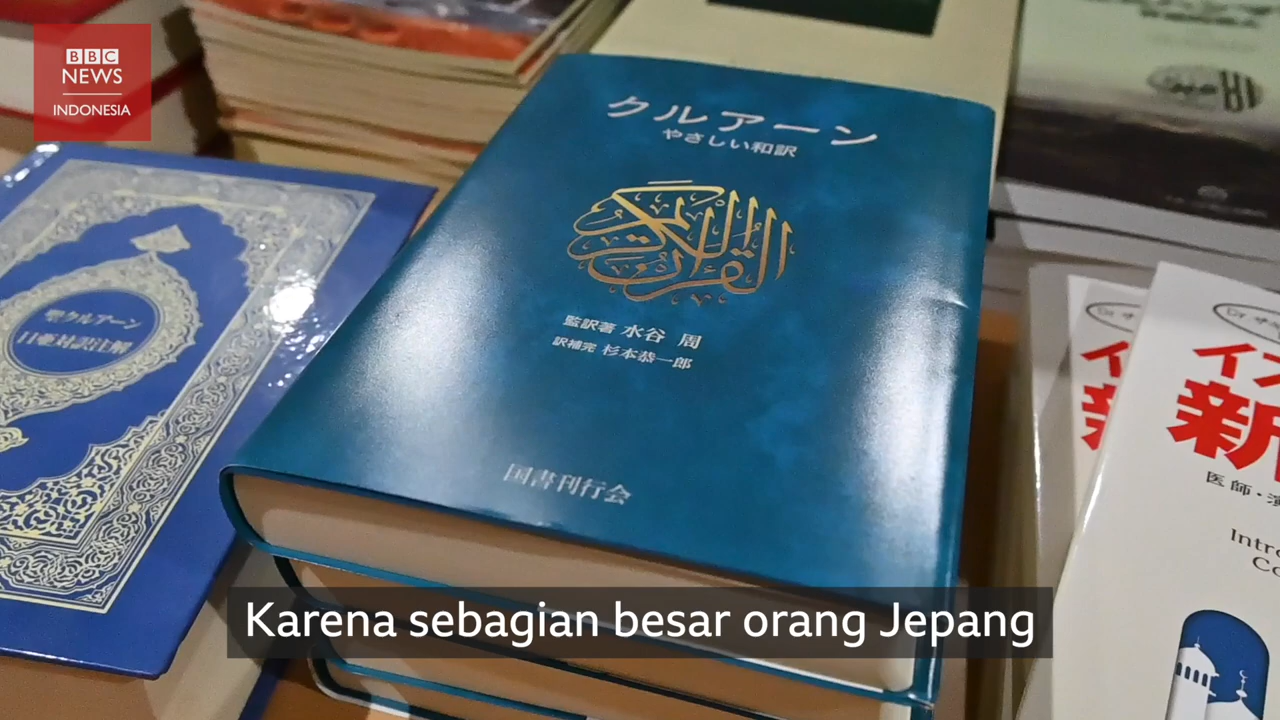 BBC
NEWS
INDONESIA
クルアーン
やさしい和訳
القرآن الكريم
監訳著 水谷 周
訳補完 杉本恭一郎
国書刊行会
聖クルアーン
日亜対訳注解
新
医師・
Karena sebagian besar orang Jepang